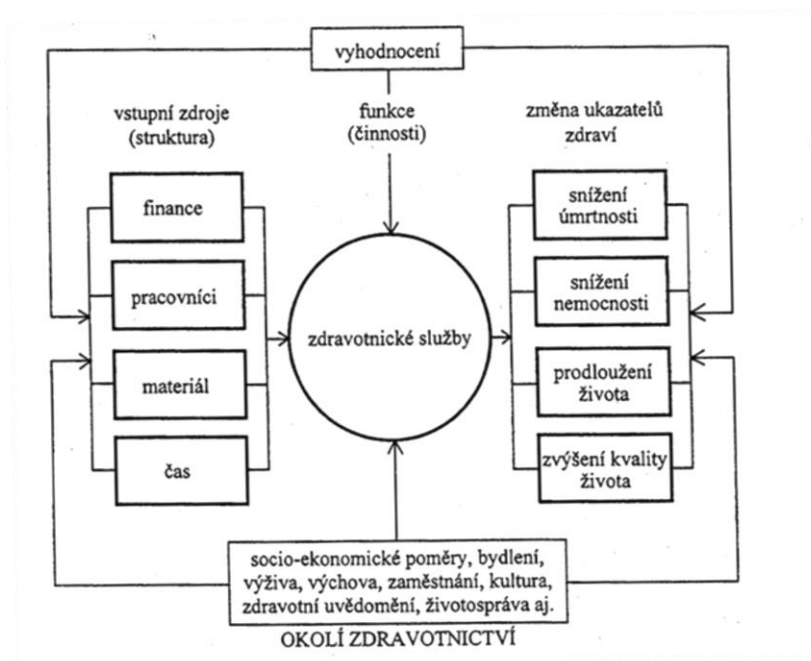 vyhodnocení
vstupní zdroje
(struktura)
funkce
(činnosti)
změna ukazatelů
zdraví
finance
pracovníci
materiál
čas
zdravotnické služby
snížení
úmrtnosti
snížení
nemocnosti
prodloužení
života
zvýšení kvality
života
socio-ekonomické poměry, bydlení,
výživa, výchova, zaměstnání, kultura,
zdravotní uvědomění, životospráva aj.
OKOLÍ ZDRAVOTNICTVÍ